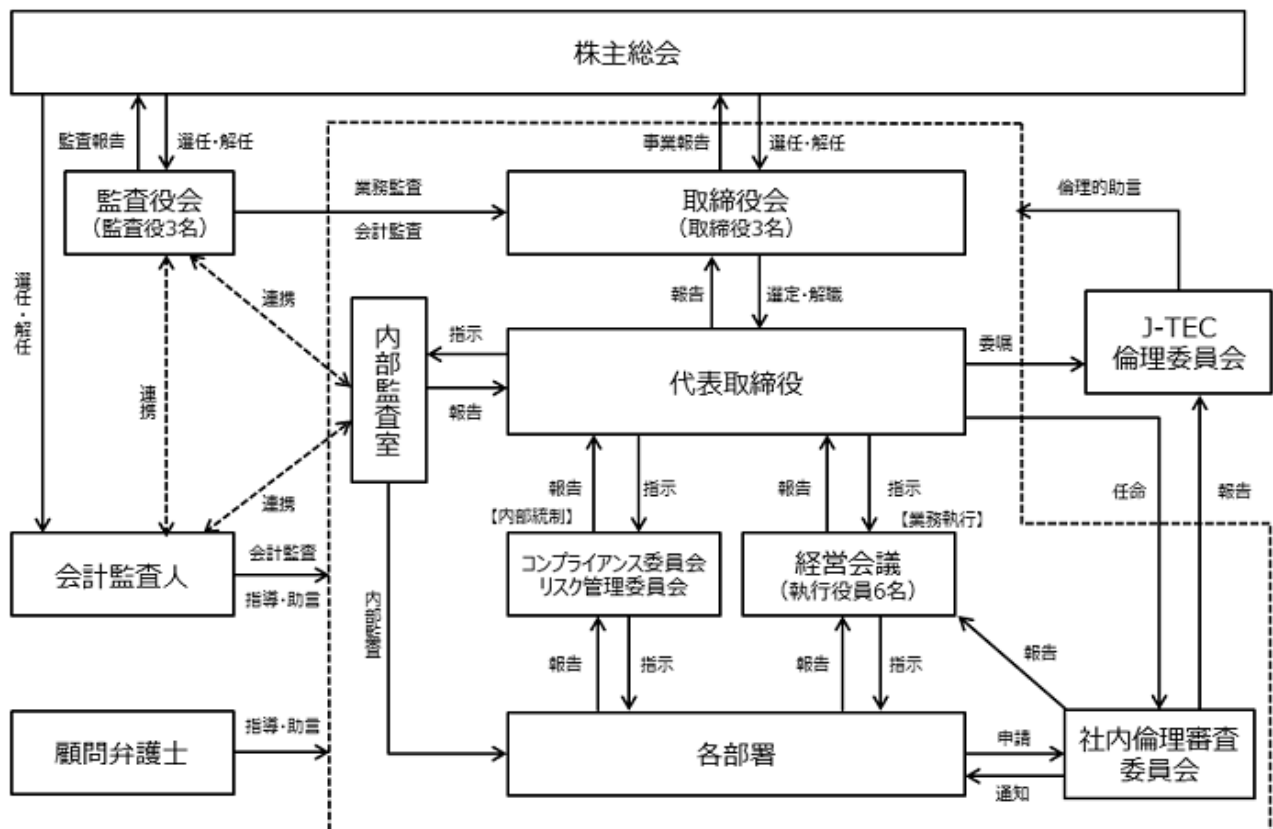 株主総会
監査報告
選任・解任
事業報告
選任・解任
監査役会
(監査役3名)
業務監査
会計監査
取締役会
(取締役3名)
倫理的助言
選任・解任
連携
報告
選定・解職
J-TEC
倫理委員会
内部監査室
指示
報告
代表取締役
委嘱
連携
連携
報告
指示
報告
指示
任命
報告
【内部統制】
【業務執行】
会計監査人
会計監査
指導・助言
コンプライアンス委員会
リスク管理委員会
経営会議
(執行役員6名)
内部監査
報告
指示
報告
指示
報告
顧問弁護士
指導・助言
各部署
申請
通知
社内倫理審査
委員会